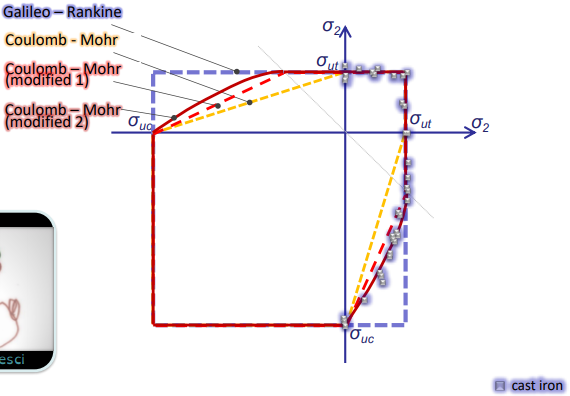 Galileo – Rankine
σ₂
Coulomb - Mohr
σut
Coulomb – Mohr
(modified 1)
Coulomb – Mohr
(modified 2)
σuc
σut
σ₂
σuc
esci
cast iron